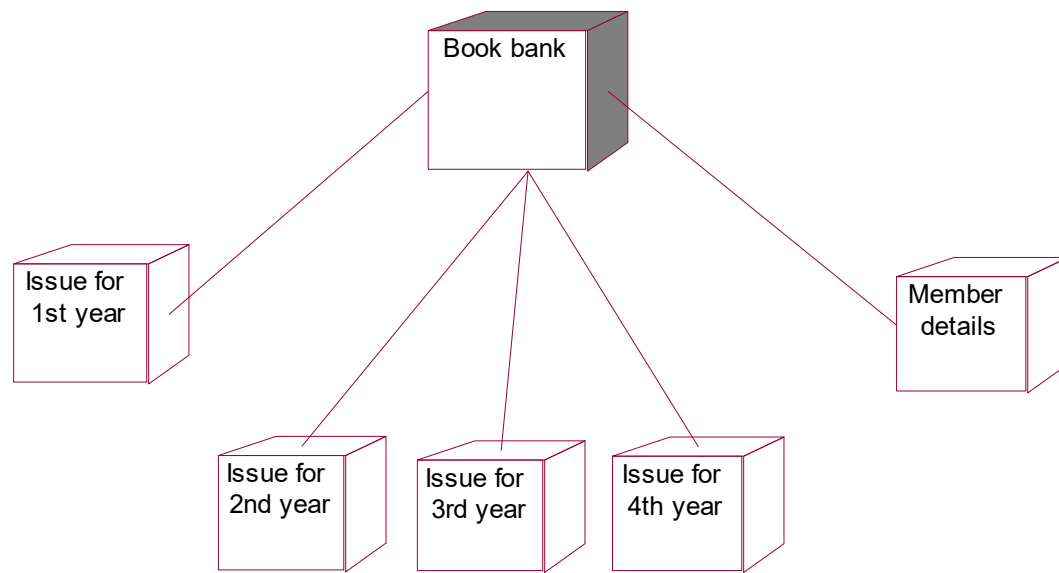 Book bank
Issue for
1st year
Member
details
Issue for
2nd year
Issue for
3rd year
Issue for
4th year